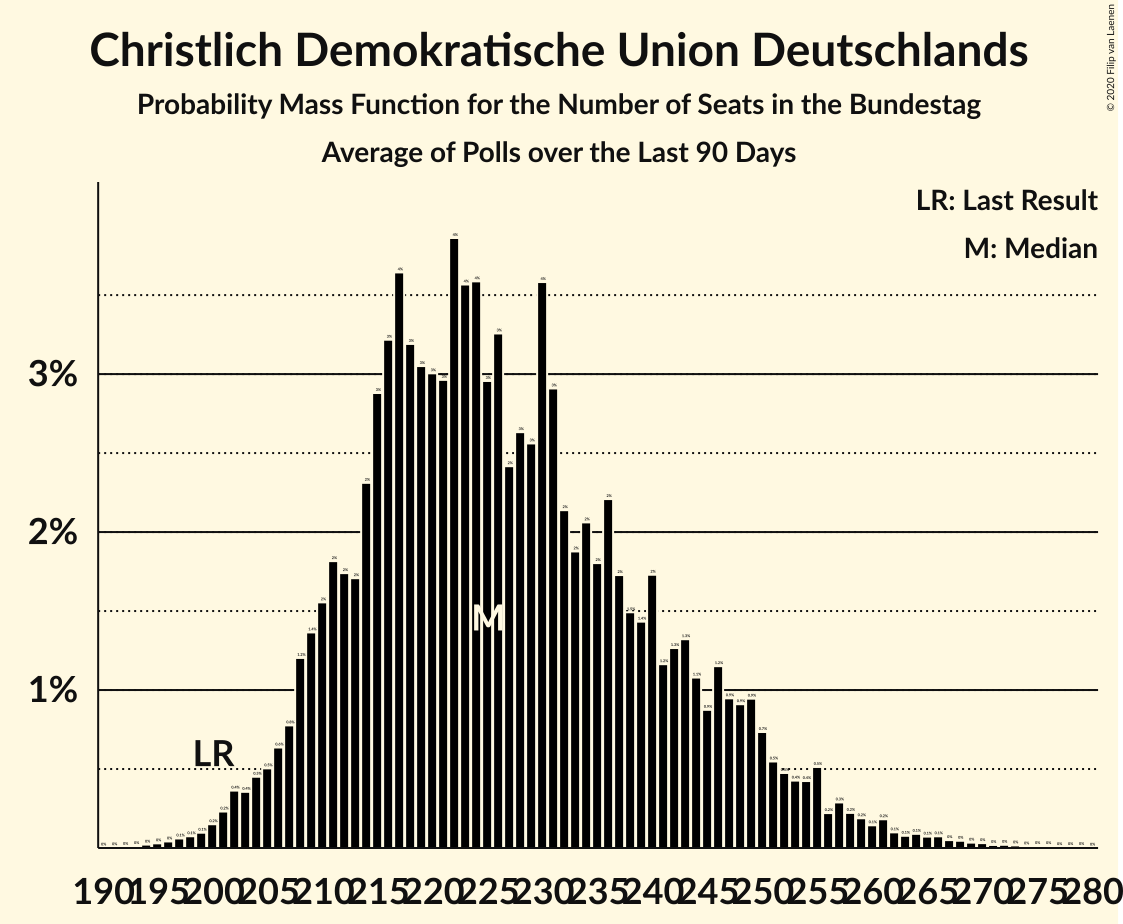 Christlich Demokratische Union Deutschlands
Probability Mass Function for the Number of Seats in the Bundestag
Average of Polls over the Last 90 Days
© 2020 Filip van Laenen
LR: Last Result
M: Median
3%
2%
1%
LR
M
190 195 200 205 210 215 220 225 230 235 240 245 250 255 260 265 270 275 280